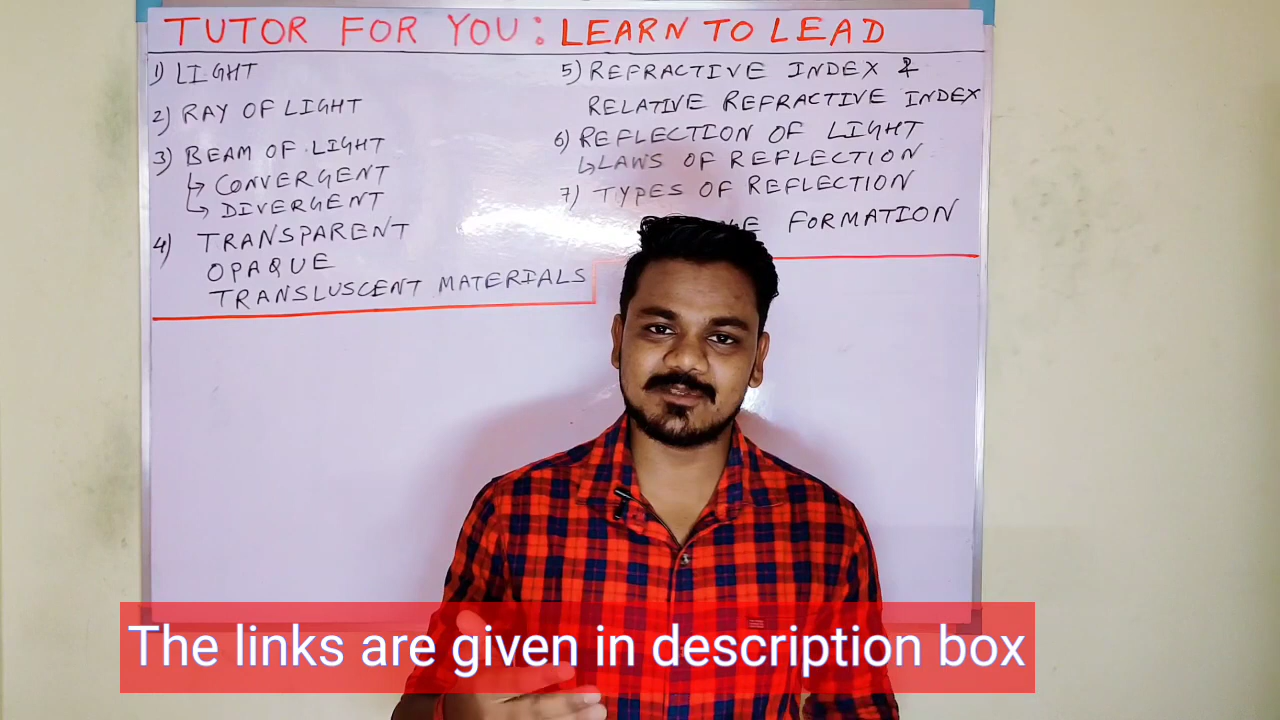 TUTOR FOR YOU: LEARN TO LEAD
1) LIGHT
2) RAY OF LIGHT
3) BEAM OF LIGHT
↳ CONVERGENT
↳ DIVERGENT
4) TRANSPARENT
OPAQUE
TRANSLUSCENT MATERIALS
5) REFRACTIVE INDEX &
RELATIVE REFRACTIVE INDEX
6) REFLECTION OF LIGHT
↳ LAWS OF REFLECTION
7) TYPES OF REFLECTION
FORMATION
The links are given in description box